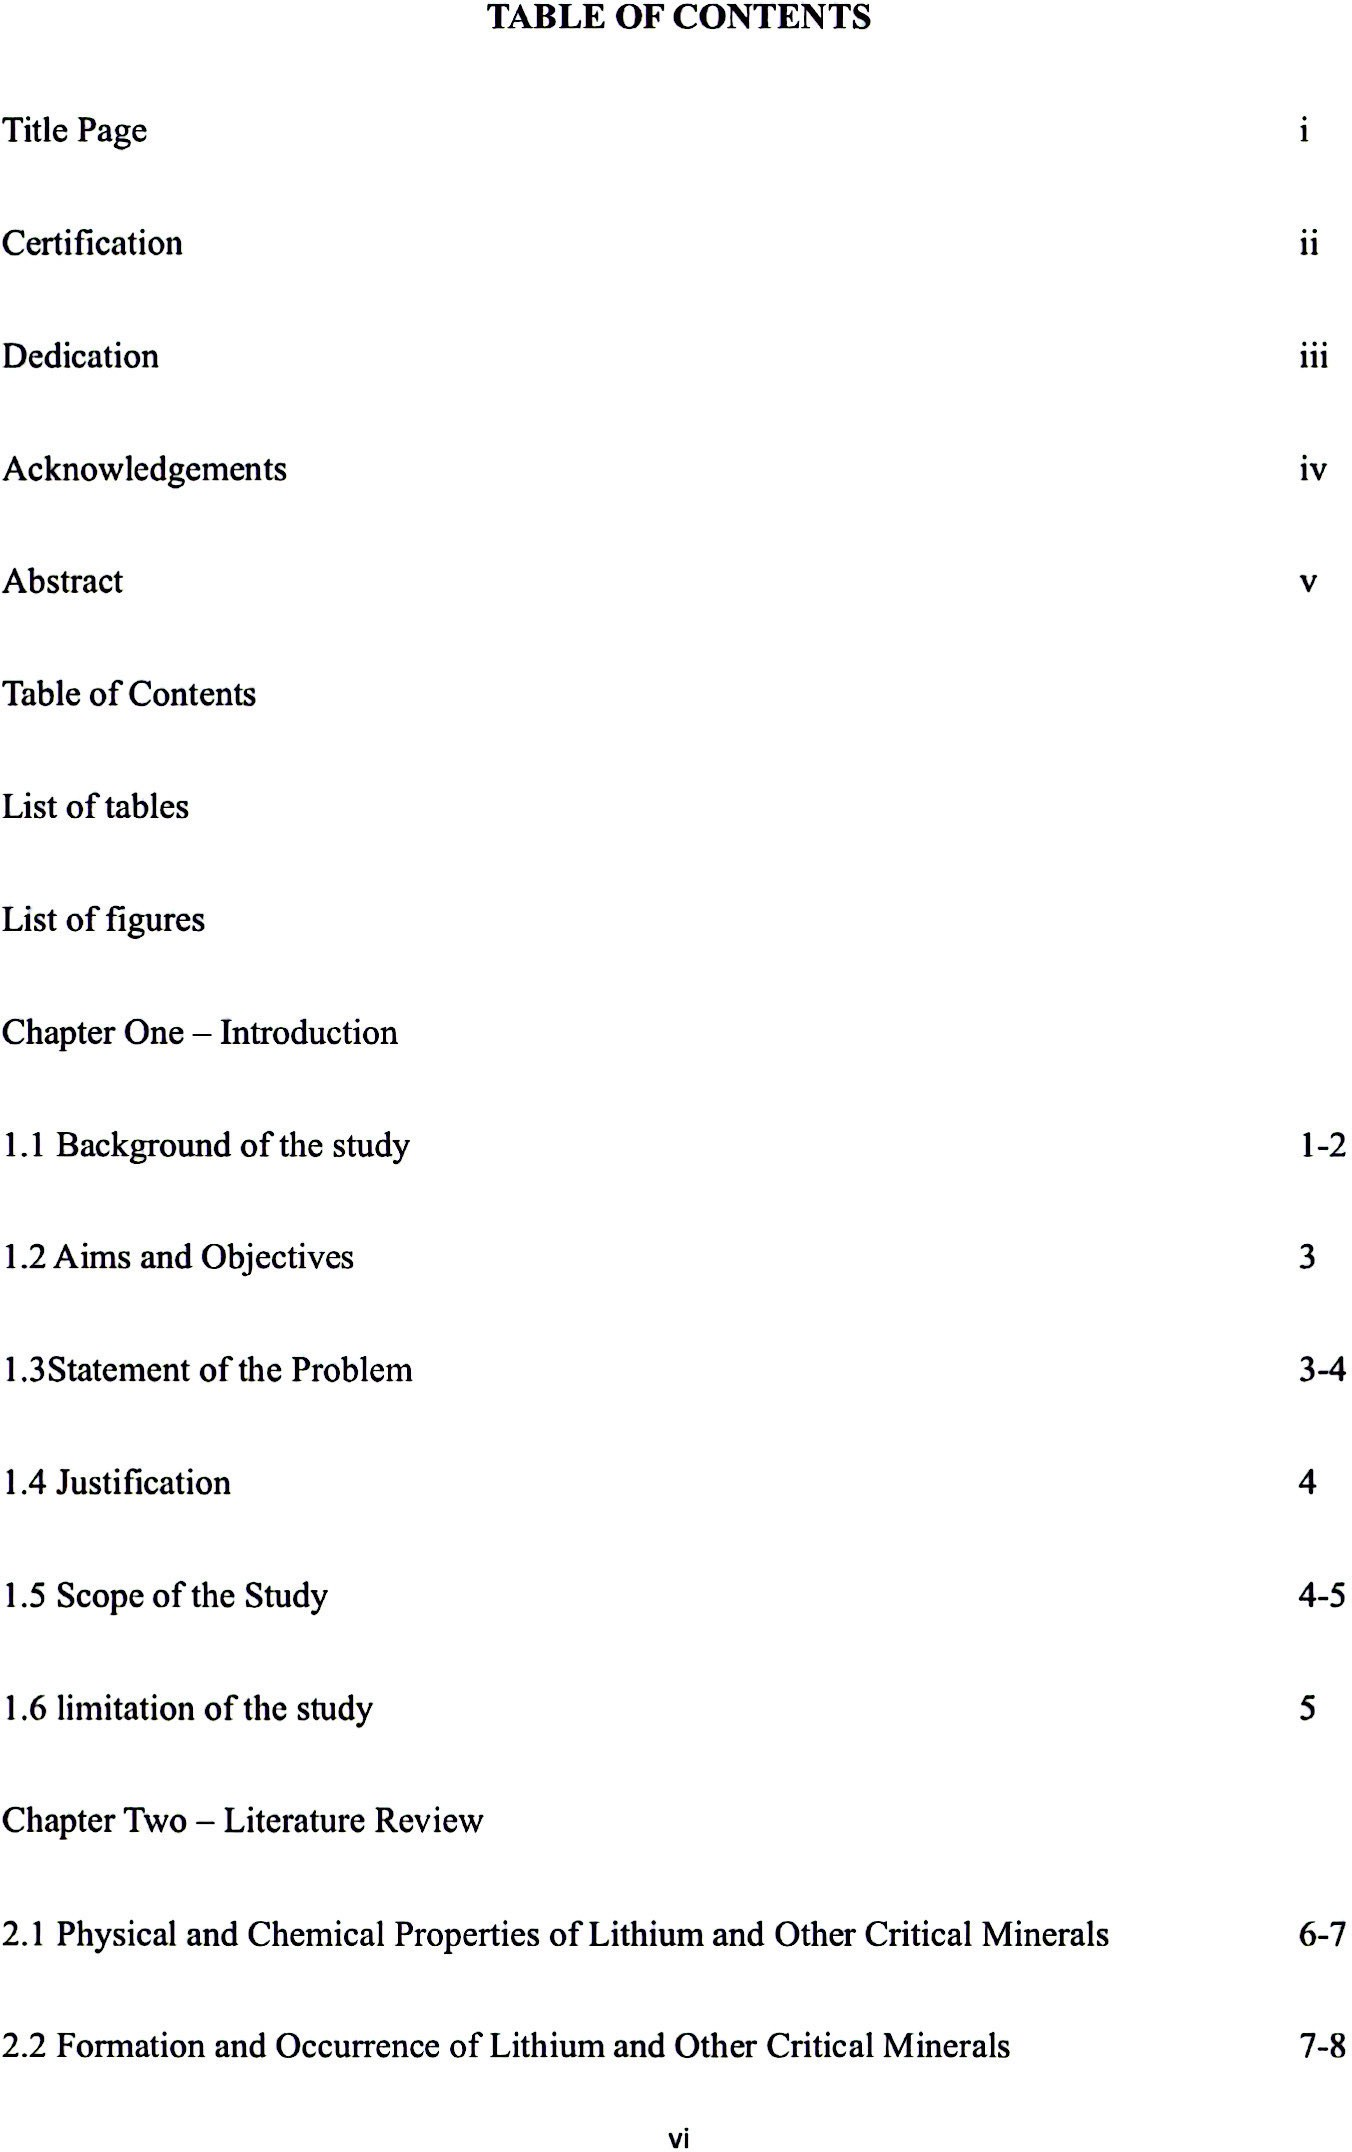 TABLE OF CONTENTS
Title Page i
Certification ii
Dedication iii
Acknowledgements iv
Abstract v
Table of Contents
List of tables
List of figures
Chapter One – Introduction
1.1 Background of the study 1-2
1.2 Aims and Objectives 3
1.3Statement of the Problem 3-4
1.4 Justification 4
1.5 Scope of the Study 4-5
1.6 limitation of the study 5
Chapter Two – Literature Review
2.1 Physical and Chemical Properties of Lithium and Other Critical Minerals 6-7
2.2 Formation and Occurrence of Lithium and Other Critical Minerals 7-8
vi